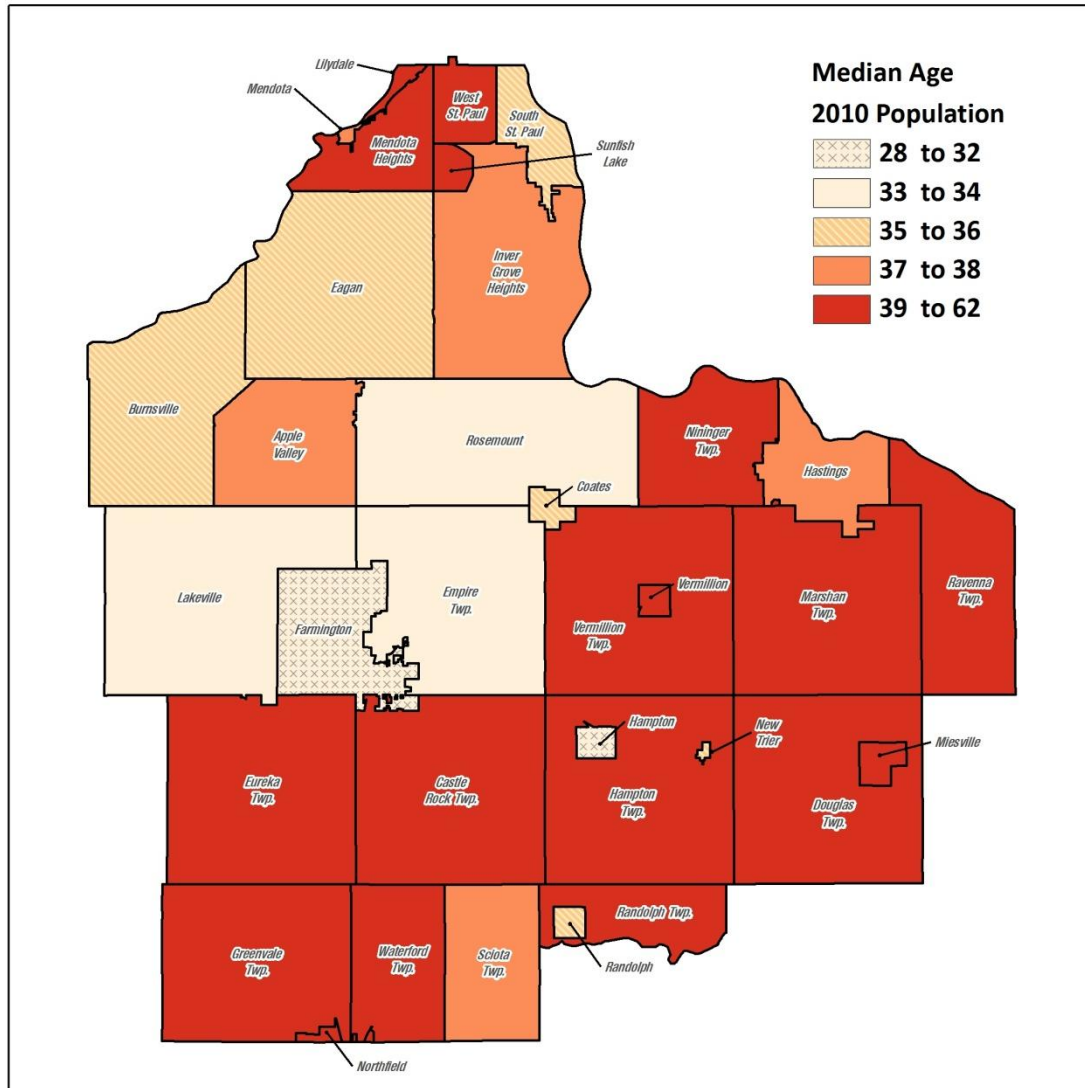 Median Age
2010 Population
28 to 32
33 to 34
35 to 36
37 to 38
39 to 62
Lilydale
Mendota
West
St. Paul
South
St. Paul
Mendota
Heights
Sunfish
Lake
Inver
Grove
Heights
Eagan
Burnsville
Apple
Valley
Rosemount
Nininger
Twp.
Hastings
Coates
Lakeville
Farmington
Empire
Twp.
Vermillion
Vermillion
Twp.
Marshan
Twp.
Ravenna
Twp.
Eureka
Twp.
Castle
Rock Twp.
Hampton
Hampton
Twp.
New
Trier
Miesville
Douglas
Twp.
Greenvale
Twp.
Waterford
Twp.
Sciota
Twp.
Randolph Twp.
Randolph
Northfield